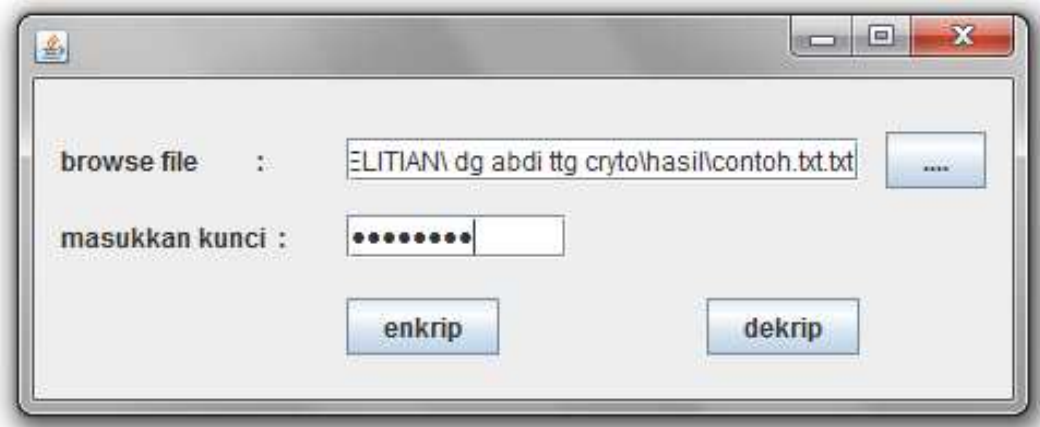 browse file : ELITIAN\ dg abdi ttg cryto\hasil\contoh.txt.txt ....
masukkan kunci : ••••••••
enkrip dekrip